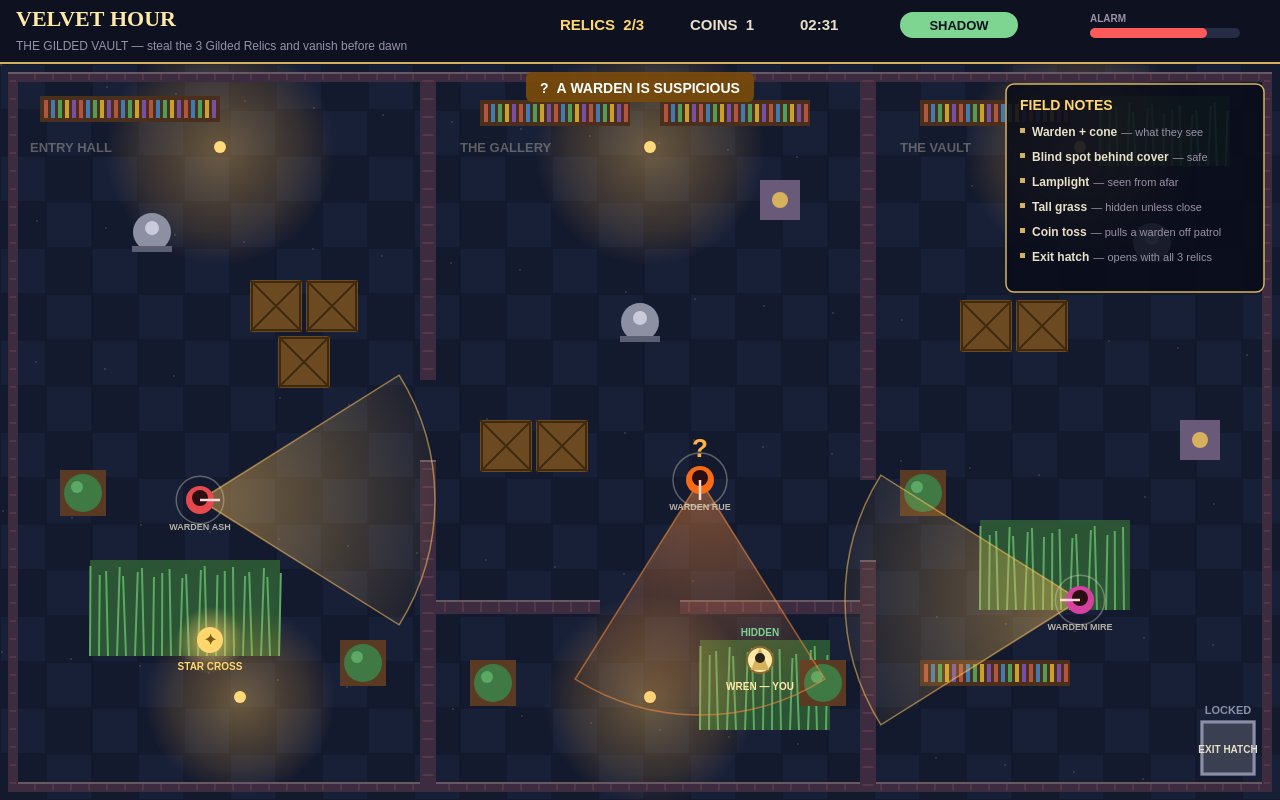 VELVET HOUR
THE GILDED VAULT — steal the 3 Gilded Relics and vanish before dawn
RELICS 2/3
COINS 1
02:31
SHADOW
ALARM
? A WARDEN IS SUSPICIOUS
ENTRY HALL
THE GALLERY
THE VAULT
FIELD NOTES
Warden + cone — what they see
Blind spot behind cover — safe
Lamplight — seen from afar
Tall grass — hidden unless close
Coin toss — pulls a warden off patrol
Exit hatch — opens with all 3 relics
?
WARDEN RUE
WARDEN ASH
WARDEN MIRE
HIDDEN
WREN — YOU
STAR CROSS
LOCKED
EXIT HATCH